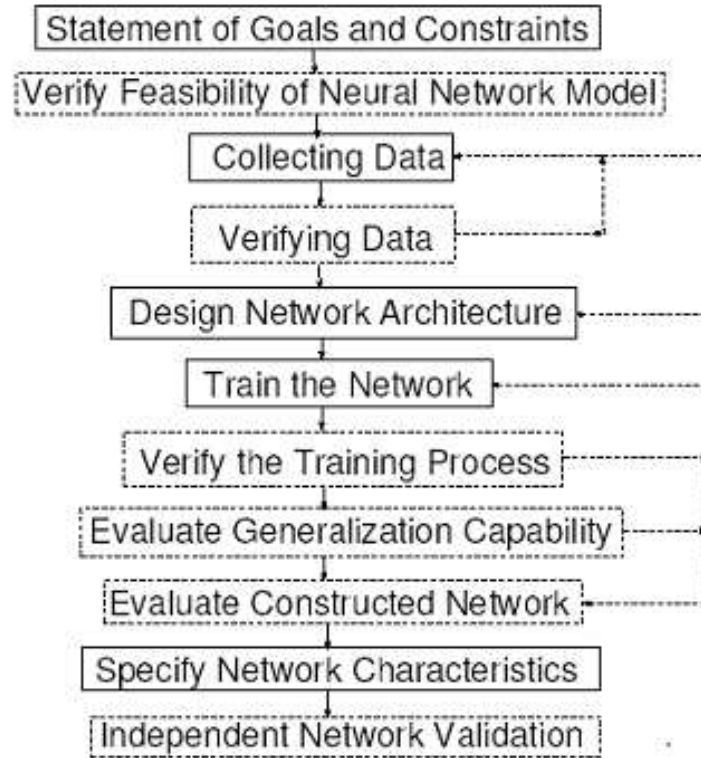 Statement of Goals and Constraints
Verify Feasibility of Neural Network Model
Collecting Data
Verifying Data
Design Network Architecture
Train the Network
Verify the Training Process
Evaluate Generalization Capability
Evaluate Constructed Network
Specify Network Characteristics
Independent Network Validation